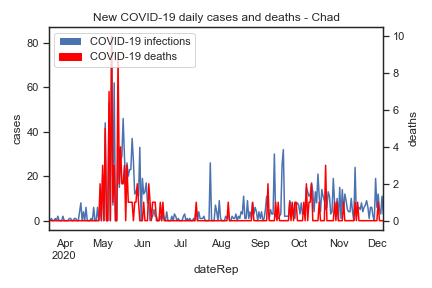 New COVID-19 daily cases and deaths - Chad
COVID-19 infections
COVID-19 deaths
cases
80
60
40
20
0
deaths
10
8
6
4
2
0
Apr May Jun Jul Aug Sep Oct Nov Dec
2020
dateRep